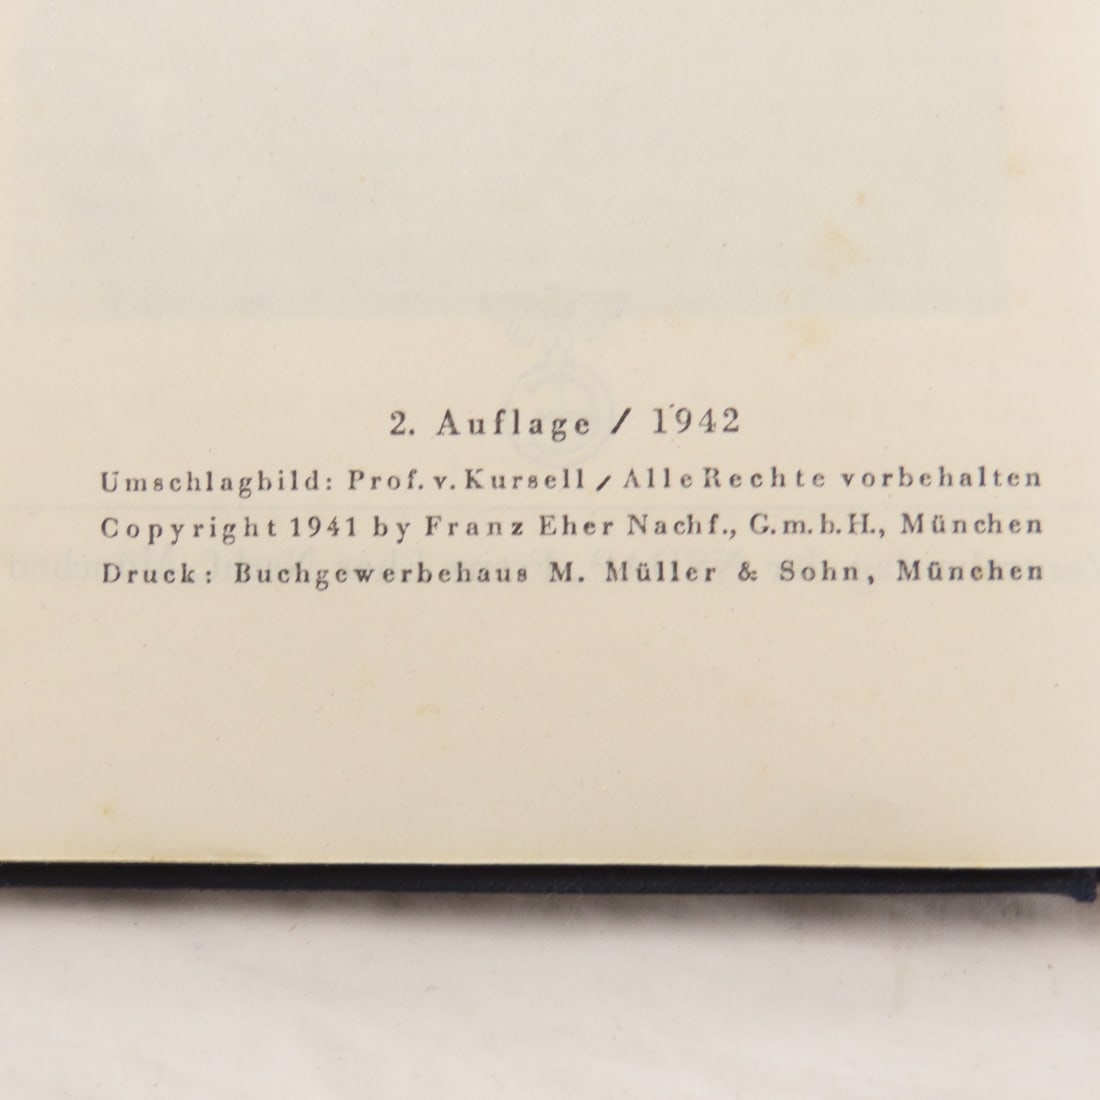 2. Auflage / 1942
Umschlagbild: Prof. v. Kursell / Alle Rechte vorbehalten
Copyright 1941 by Franz Eher Nachf., G.m.b.H., München
Druck: Buchgewerbehaus M. Müller & Sohn, München